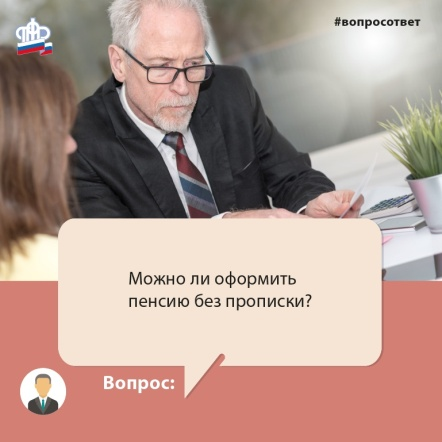 #вопросответ
Можно ли оформить
пенсию без прописки?
Вопрос: